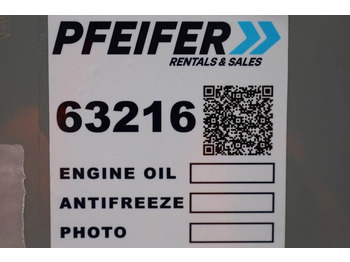 PFEIFER
RENTALS & SALES
63216
ENGINE OIL
ANTIFREEZE
PHOTO